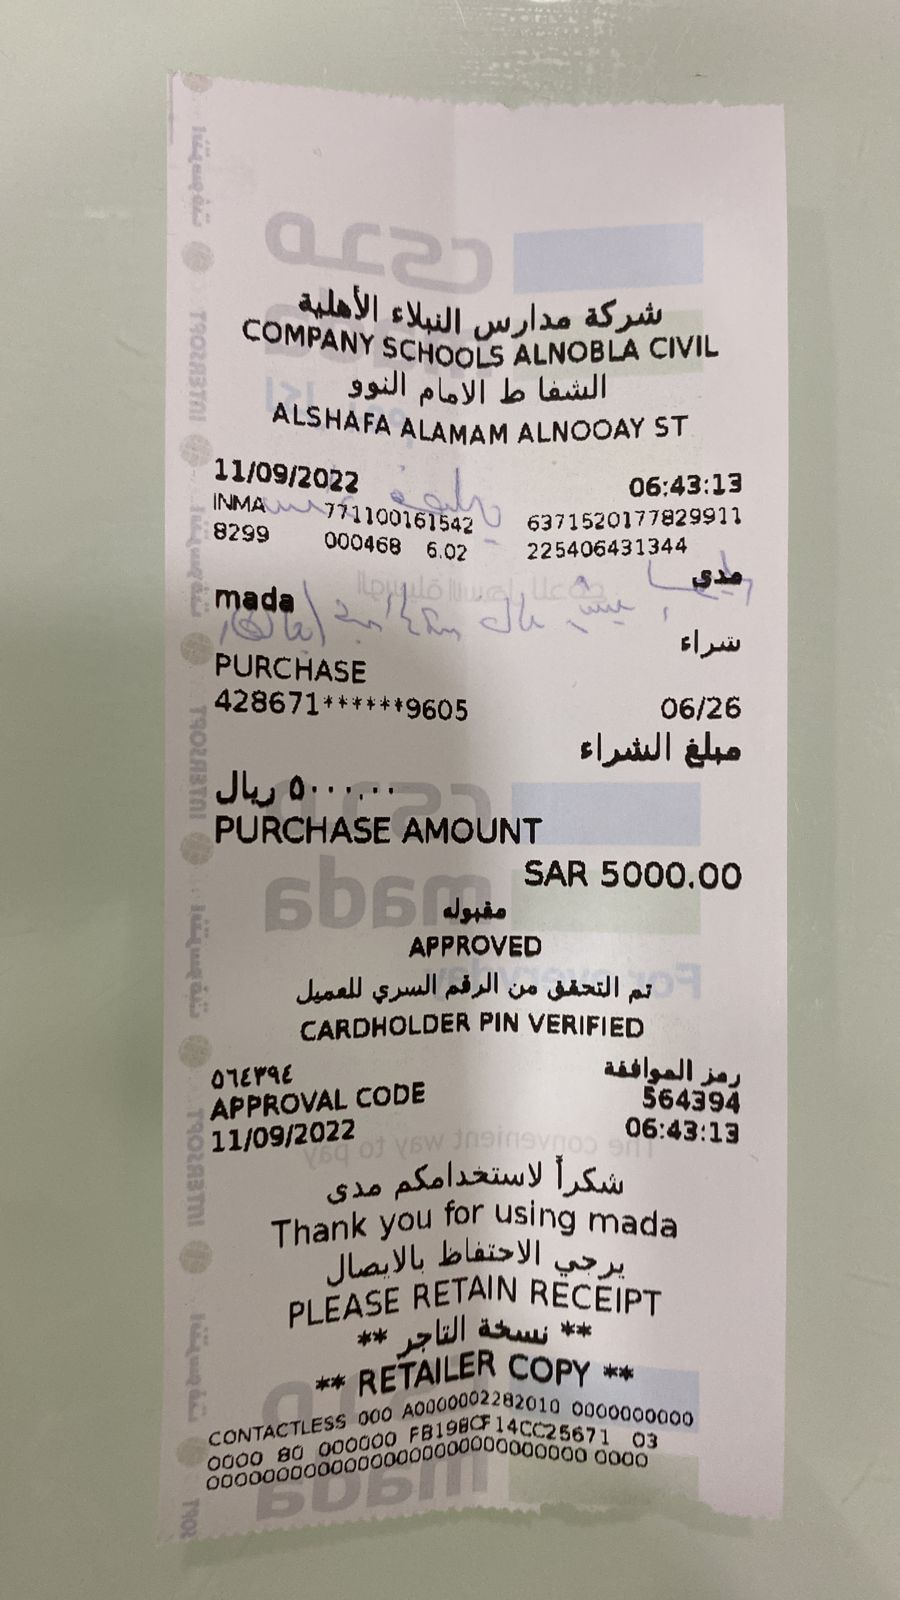 شركة مدارس النبلاء الأهلية
COMPANY SCHOOLS ALNOBLA CIVIL
الشفا ط الامام النوو
ALSHAFA ALAMAM ALNOOAY ST
11/09/2022 06:43:13
INMA 771100161542 6371520177829911
8299 000468 6.02 225406431344
مدى
mada
شراء
PURCHASE
428671******9605 06/26
مبلغ الشراء
٥٠٠٠.٠٠ ريال
PURCHASE AMOUNT
SAR 5000.00
مقبوله
APPROVED
تم التحقق من الرقم السري للعميل
CARDHOLDER PIN VERIFIED
رمز الموافقة ٥٦٤٣٩٤
APPROVAL CODE 564394
11/09/2022 06:43:13
شكراً لاستخدامكم مدى
Thank you for using mada
يرجي الاحتفاظ بالايصال
PLEASE RETAIN RECEIPT
** نسخة التاجر **
** RETAILER COPY **
CONTACTLESS 000 A0000002282010 0000000000
0000 80 000000 FB19BCF14CC25671 03